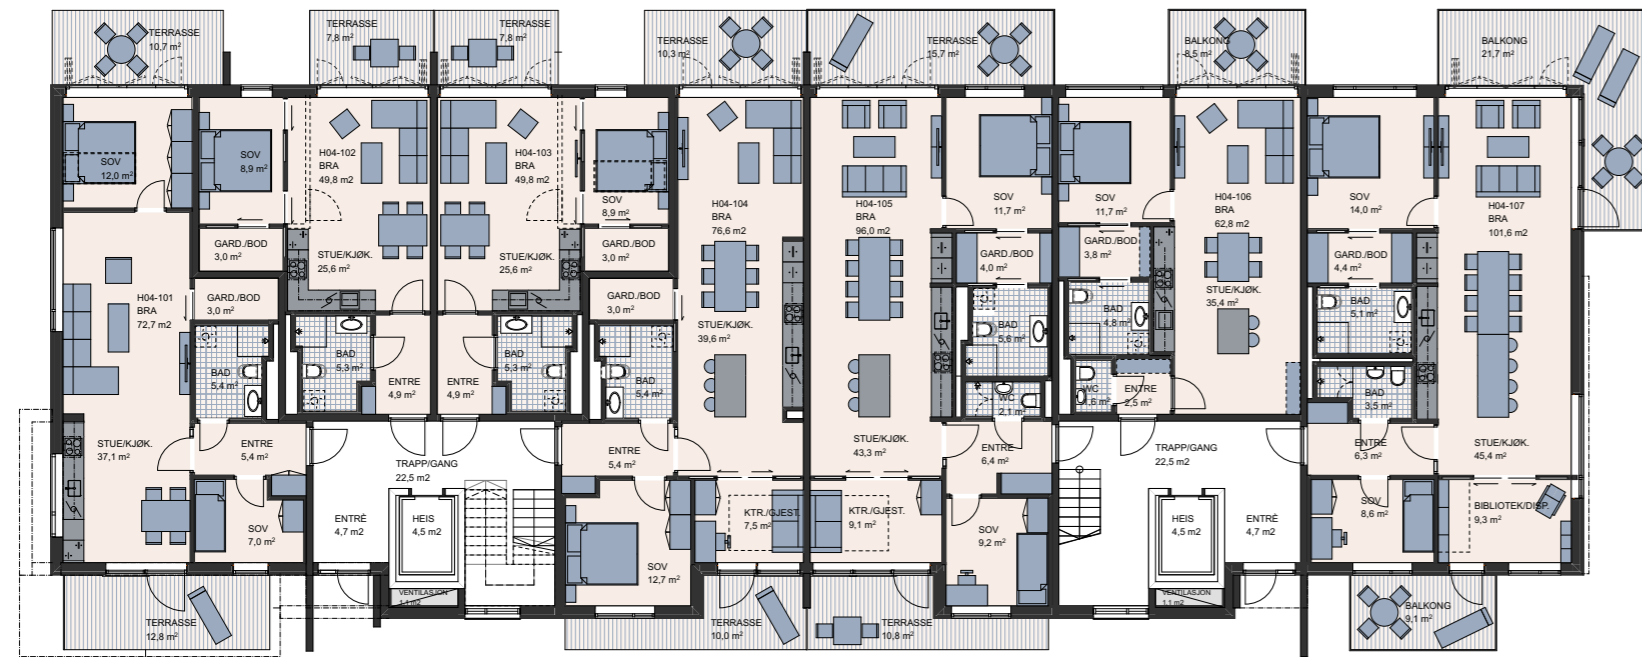 TERRASSE
10,7 m²
TERRASSE
7,8 m²
TERRASSE
7,8 m²
TERRASSE
10,3 m²
TERRASSE
15,7 m²
BALKONG
8,5 m²
BALKONG
21,7 m²
SOV
12,0 m²
SOV
8,9 m²
H04-102
BRA
49,8 m2
H04-103
BRA
49,8 m2
SOV
8,9 m²
H04-104
BRA
76,6 m2
H04-105
BRA
96,0 m2
SOV
11,7 m²
SOV
11,7 m²
H04-106
BRA
62,8 m2
SOV
14,0 m²
H04-107
BRA
101,6 m2
GARD./BOD
3,0 m²
STUE/KJØK.
25,6 m²
STUE/KJØK.
25,6 m²
GARD./BOD
3,0 m²
GARD./BOD
4,0 m²
GARD./BOD
3,8 m²
GARD./BOD
4,4 m²
H04-101
BRA
72,7 m2
GARD./BOD
3,0 m²
GARD./BOD
3,0 m²
STUE/KJØK.
39,6 m²
STUE/KJØK.
35,4 m²
BAD
5,4 m²
BAD
5,3 m²
BAD
5,3 m²
BAD
5,4 m²
BAD
5,6 m²
BAD
4,8 m²
BAD
5,1 m²
ENTRE
4,9 m²
ENTRE
4,9 m²
WC
2,1 m²
WC
1,6 m²
ENTRE
2,5 m²
BAD
3,5 m²
STUE/KJØK.
37,1 m²
ENTRE
5,4 m²
TRAPP/GANG
22,5 m2
ENTRE
5,4 m²
STUE/KJØK.
43,3 m²
ENTRE
6,4 m²
TRAPP/GANG
22,5 m2
ENTRE
6,3 m²
STUE/KJØK.
45,4 m²
SOV
7,0 m²
ENTRÈ
4,7 m²
HEIS
4,5 m²
SOV
12,7 m²
KTR./GJEST.
7,5 m²
KTR./GJEST.
9,1 m²
SOV
9,2 m²
HEIS
4,5 m²
ENTRÈ
4,7 m²
SOV
8,6 m²
BIBLIOTEK/DISP.
9,3 m²
VENTILASJON
1,1 m2
VENTILASJON
1,1 m2
TERRASSE
12,8 m²
TERRASSE
10,0 m²
TERRASSE
10,8 m²
BALKONG
9,1 m²